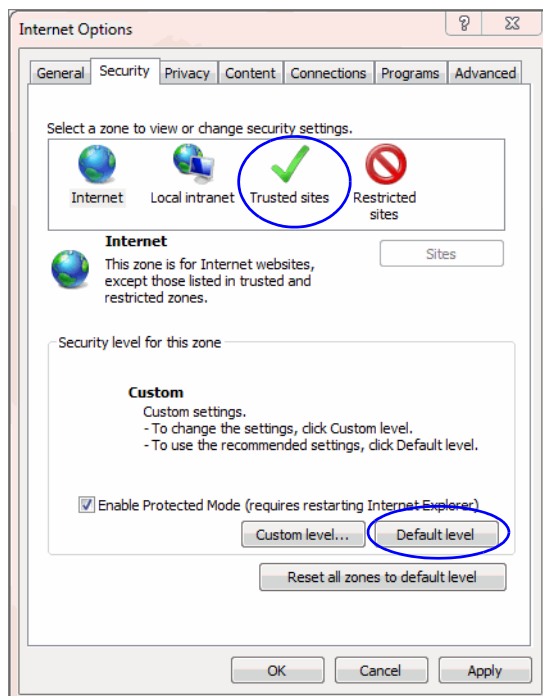 Internet Options
General Security Privacy Content Connections Programs Advanced
Select a zone to view or change security settings.
Internet Local intranet Trusted sites Restricted
sites
Internet
This zone is for Internet websites,
except those listed in trusted and
restricted zones.
Sites
Security level for this zone
Custom
Custom settings.
- To change the settings, click Custom level.
- To use the recommended settings, click Default level.
Enable Protected Mode (requires restarting Internet Explorer)
Custom level... Default level
Reset all zones to default level
OK Cancel Apply